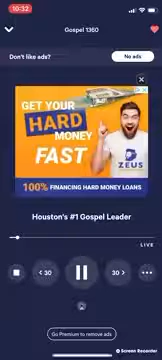 10:32
Gospel 1360
Don't like ads?
No ads
GET YOUR
HARD
MONEY
FAST
ZEUS
100% FINANCING HARD MONEY LOANS
Houston's #1 Gospel Leader
LIVE
30
30
Go Premium to remove ads
Screen Recorder